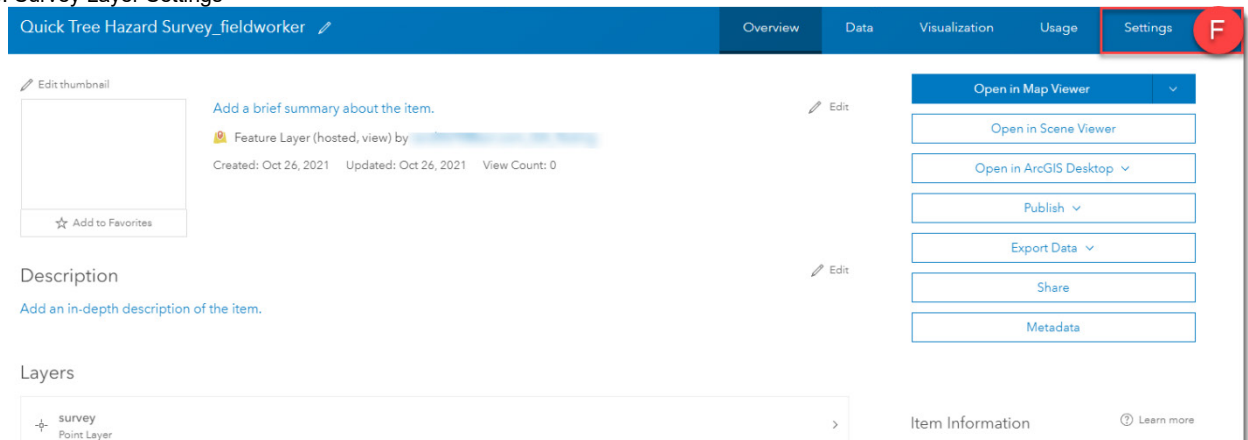 Survey Layer Settings
Quick Tree Hazard Survey_fieldworker
Overview
Data
Visualization
Usage
Settings
F
Edit thumbnail
Add a brief summary about the item.
Edit
Feature Layer (hosted, view) by
Created: Oct 26, 2021 Updated: Oct 26, 2021 View Count: 0
Add to Favorites
Open in Map Viewer
Open in Scene Viewer
Open in ArcGIS Desktop
Publish
Export Data
Share
Metadata
Description
Edit
Add an in-depth description of the item.
Layers
survey
Point Layer
Item Information
Learn more